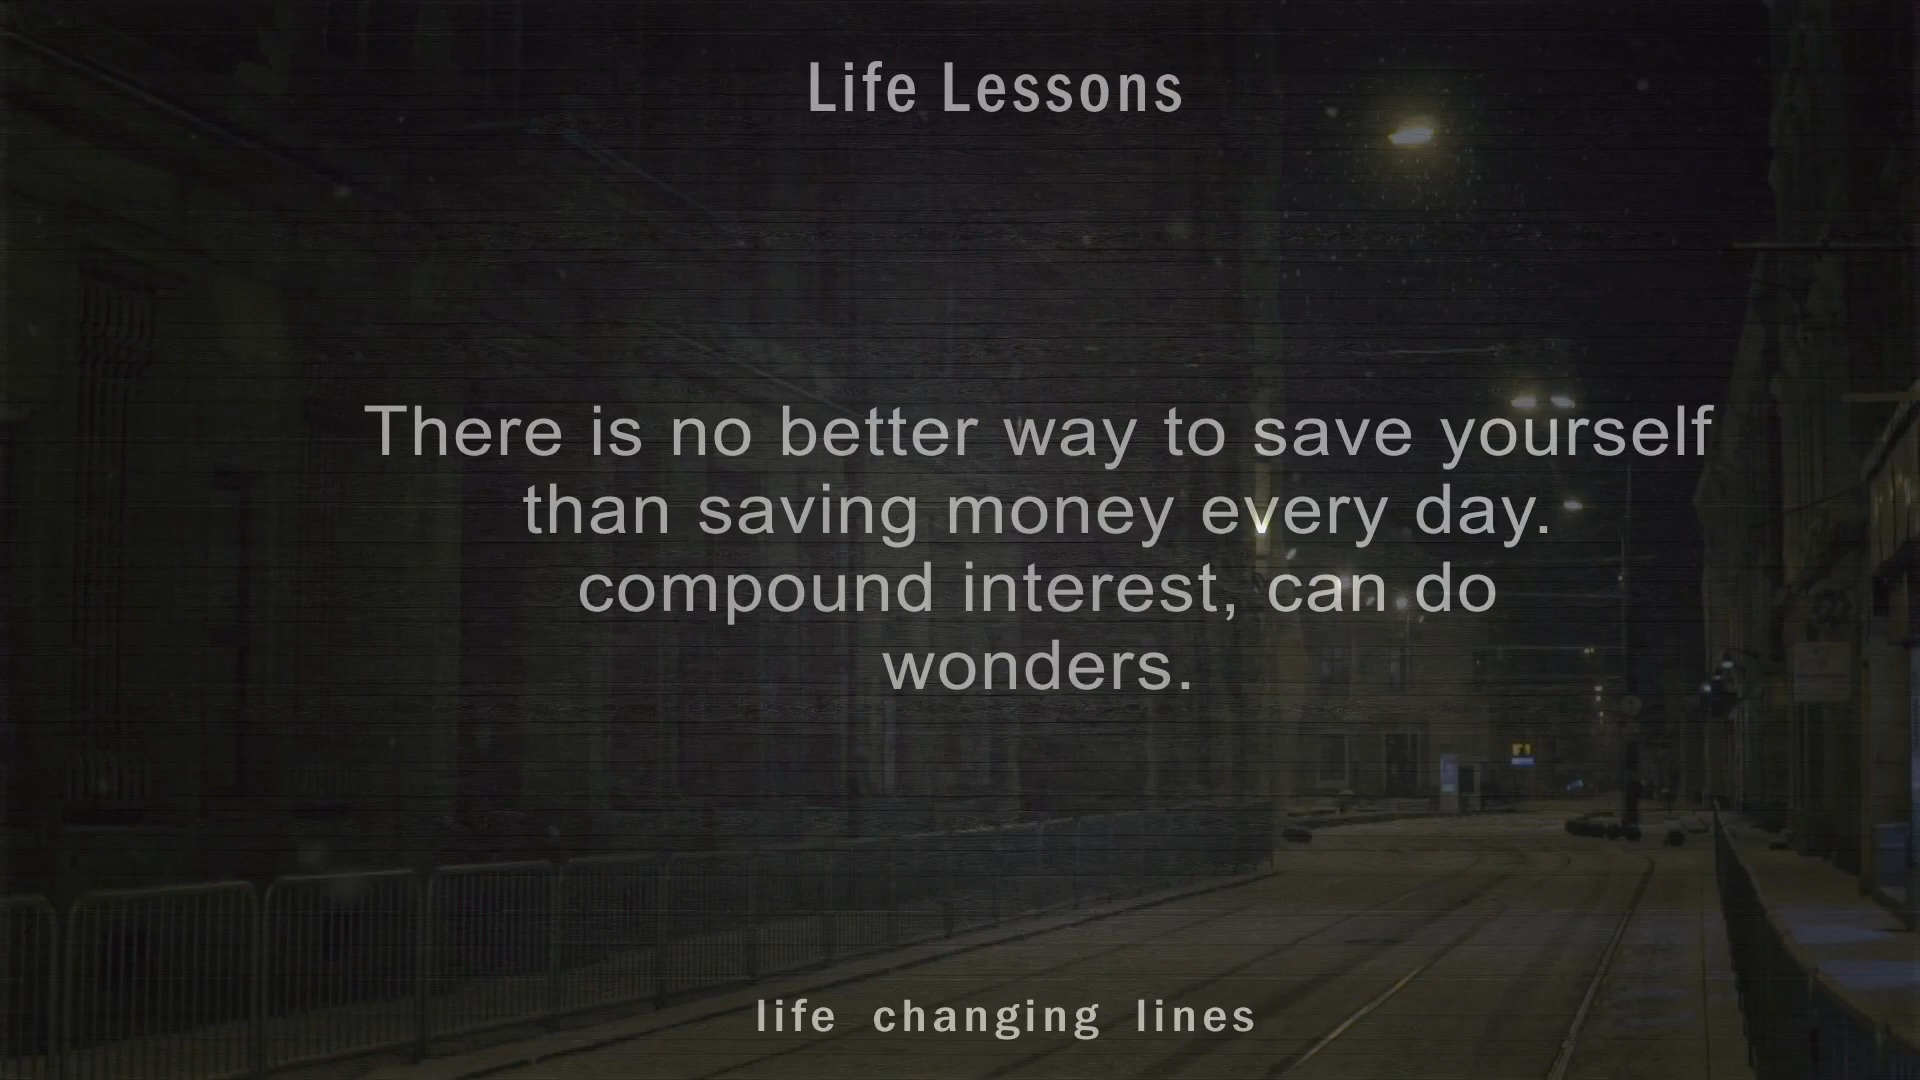 Life Lessons
There is no better way to save yourself
than saving money every day.
compound interest, can do
wonders.
life changing lines